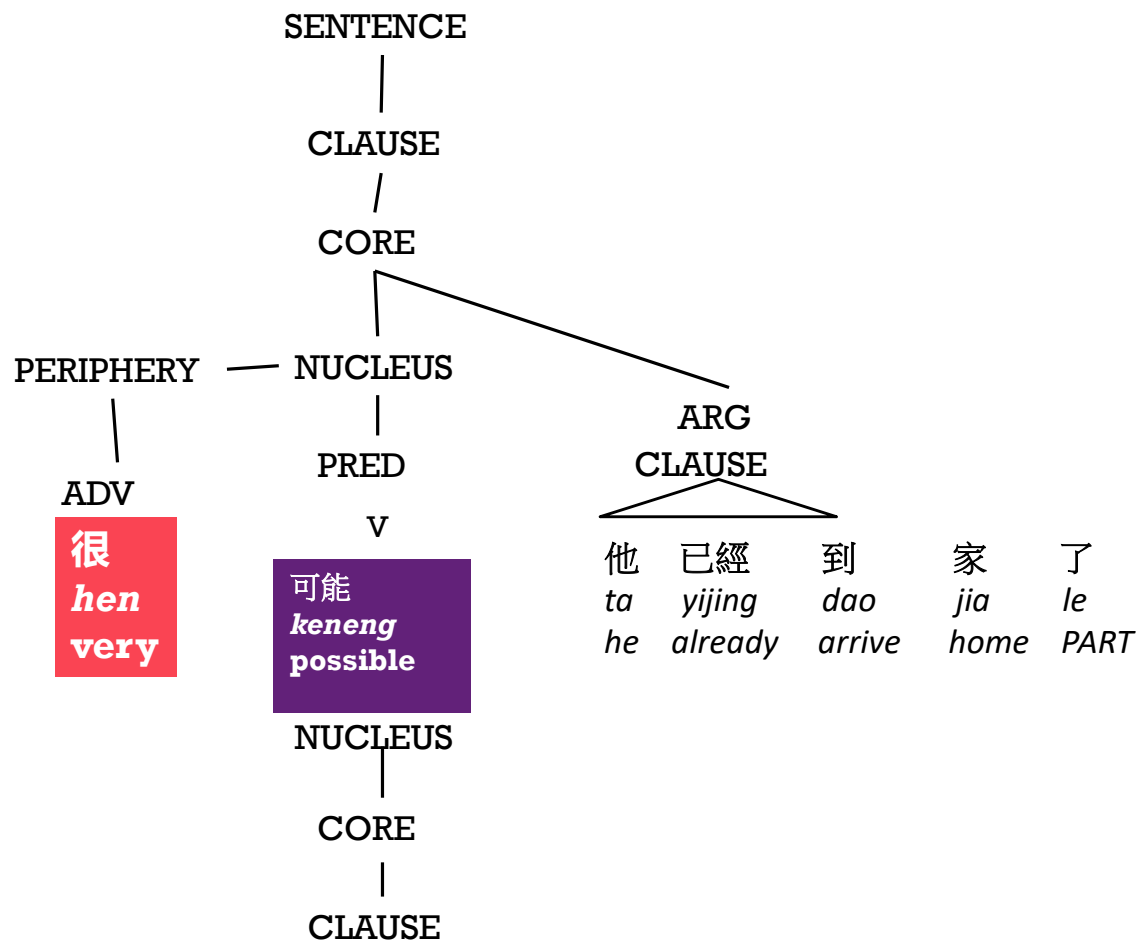 SENTENCE
CLAUSE
CORE
PERIPHERY
NUCLEUS
ARG
CLAUSE
PRED
ADV
V
很
hen
very
可能
keneng
possible
他 已經 到 家 了
ta yijing dao jia le
he already arrive home PART
NUCLEUS
CORE
CLAUSE